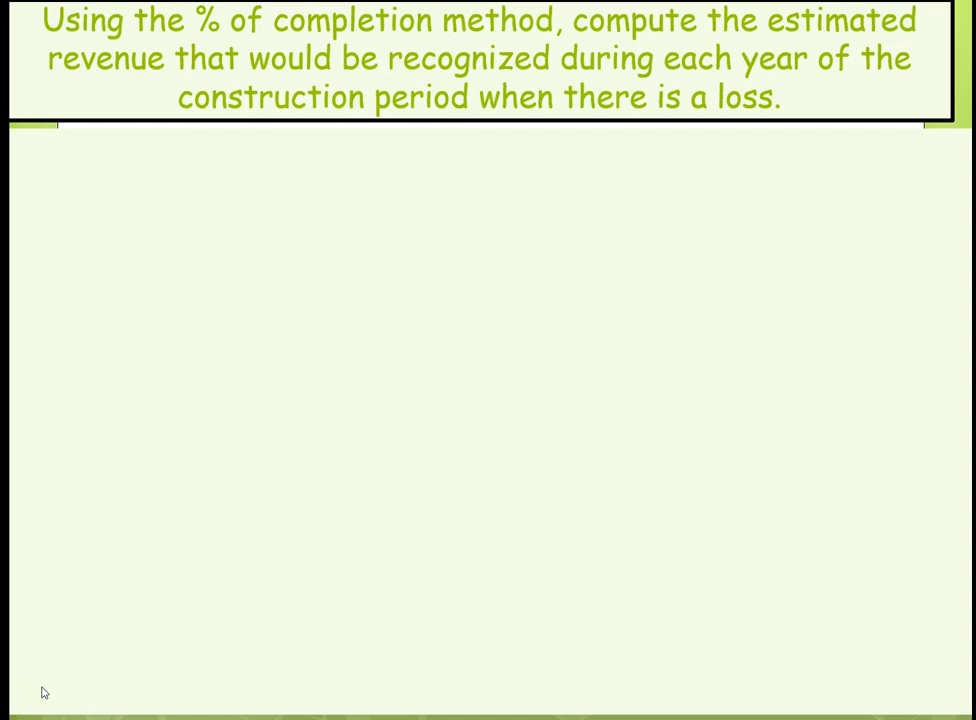 Using the % of completion method, compute the estimated
revenue that would be recognized during each year of the
construction period when there is a loss.